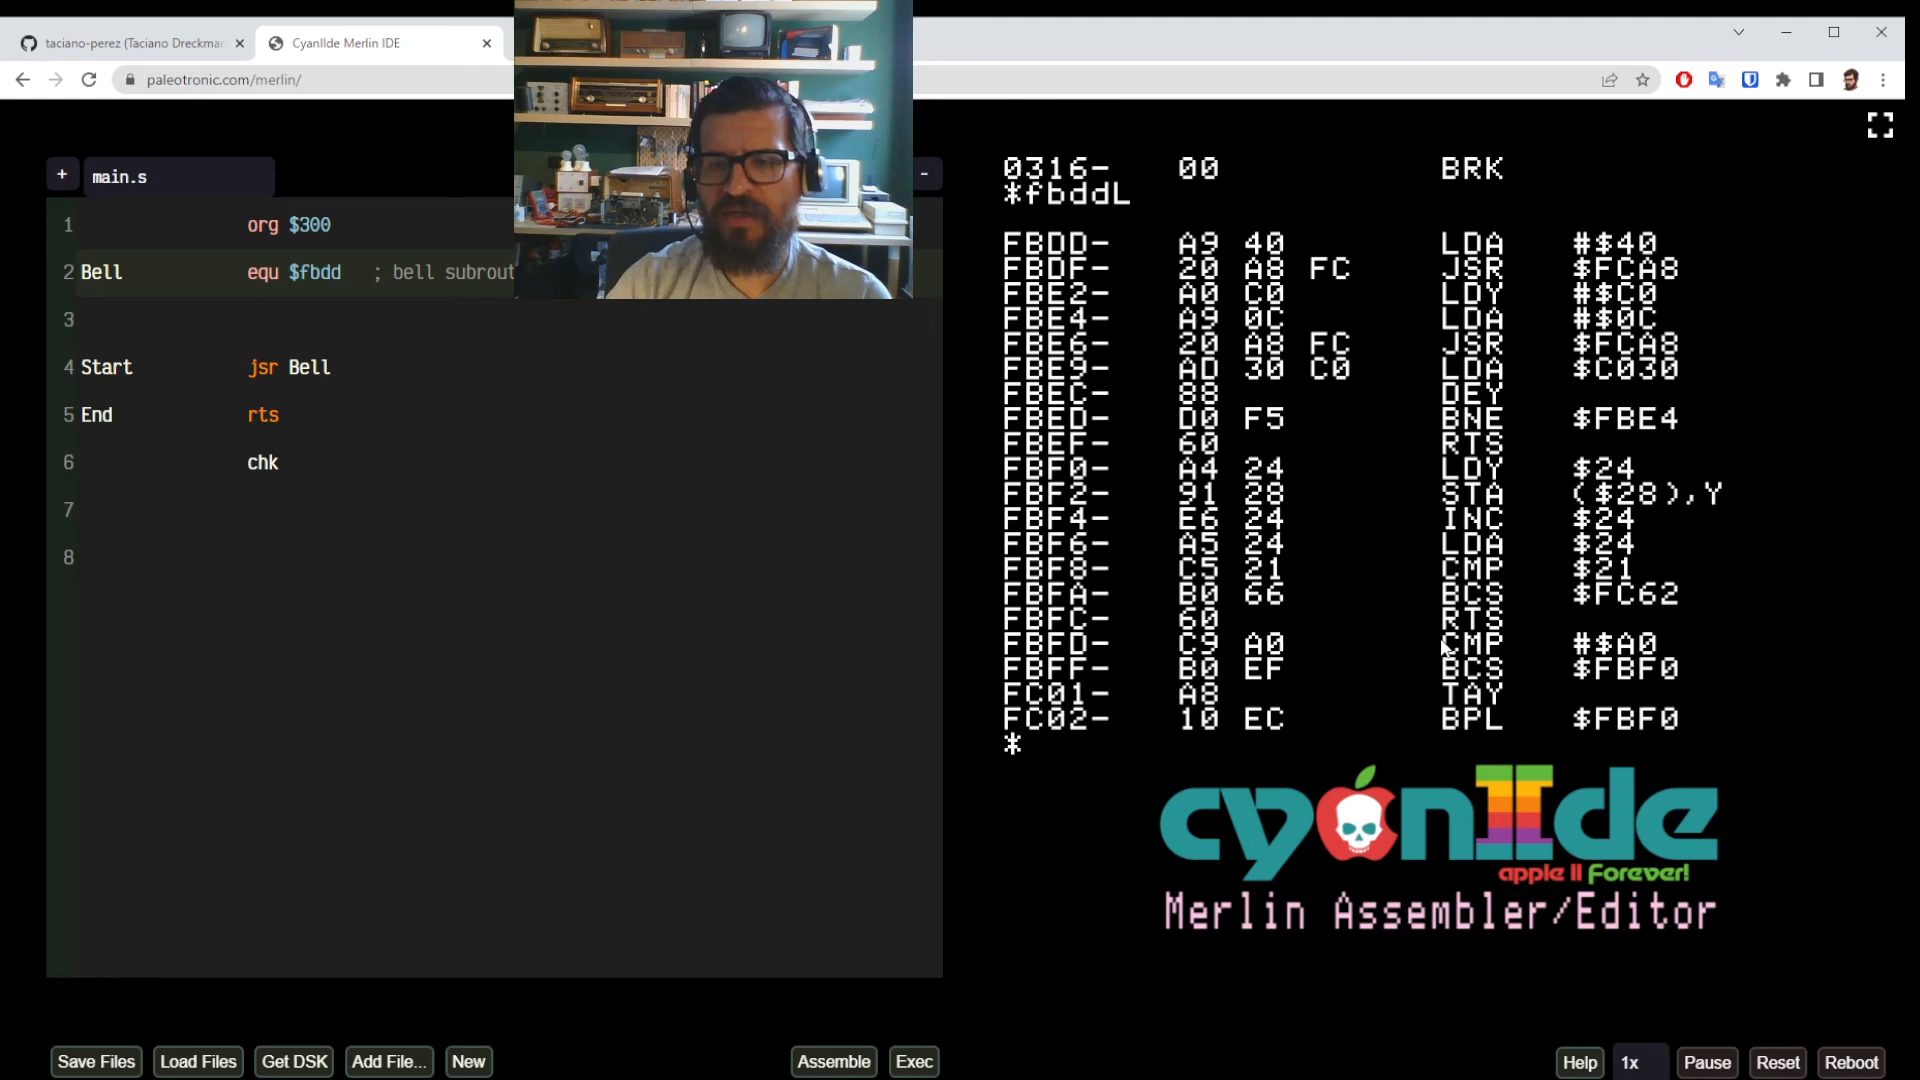 taciano-perez (Taciano Dreckmar
CyanIIde Merlin IDE
paleotronic.com/merlin/
+ main.s
-
1 org $300
2 Bell equ $fbdd ; bell subrout
3
4 Start jsr Bell
5 End rts
6 chk
7
8
0316- 00 BRK
*fbddL
FBDD- A9 40 LDA #$40
FBDF- 20 A8 FC JSR $FCA8
FBE2- A0 C0 LDY #$C0
FBE4- A9 0C LDA #$0C
FBE6- 20 A8 FC JSR $FCA8
FBE9- AD 30 C0 LDA $C030
FBEC- 88 DEY
FBED- D0 F5 BNE $FBE4
FBEF- 60 RTS
FBF0- A4 24 LDY $24
FBF2- 91 28 STA ($28),Y
FBF4- E6 24 INC $24
FBF6- A5 24 LDA $24
FBF8- C5 21 CMP $21
FBFA- B0 66 BCS $FC62
FBFC- 60 RTS
FBFD- C9 A0 CMP #$A0
FBFF- B0 EF BCS $FBF0
FC01- A8 TAY
FC02- 10 EC BPL $FBF0
*
cyanIIde
apple II Forever!
Merlin Assembler/Editor
Save Files Load Files Get DSK Add File... New Assemble Exec Help 1x Pause Reset Reboot